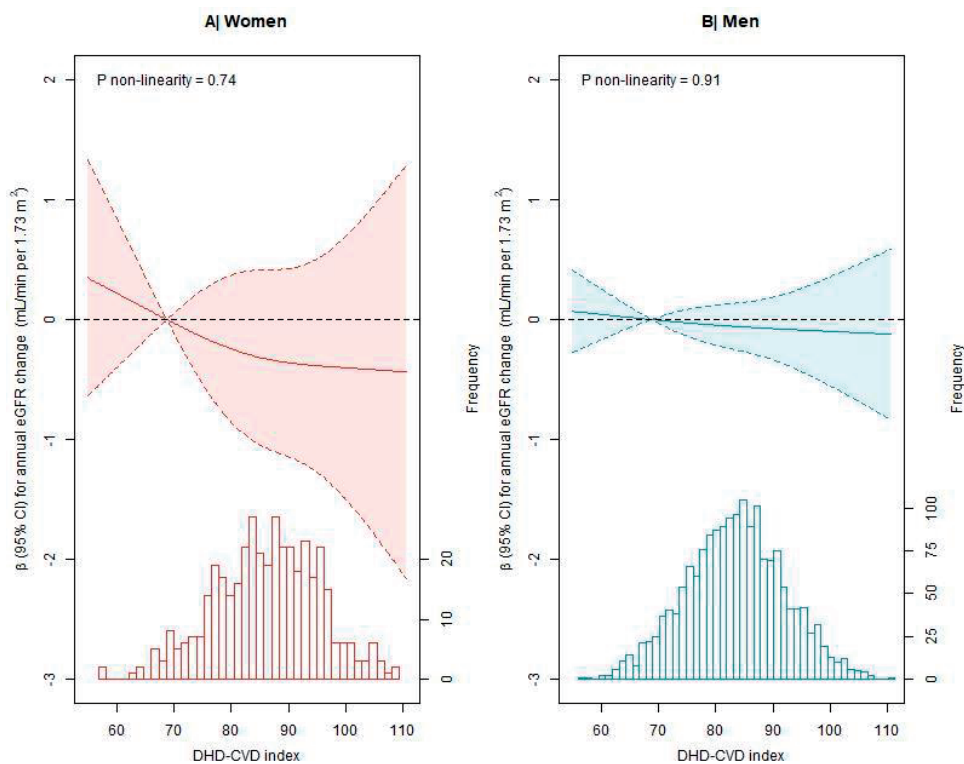 A| Women
P non-linearity = 0.74
β (95% CI) for annual eGFR change (mL/min per 1.73 m²)
2
1
0
-1
-2
-3
Frequency
20
10
0
60 70 80 90 100 110
DHD-CVD index
B| Men
P non-linearity = 0.91
β (95% CI) for annual eGFR change (mL/min per 1.73 m²)
2
1
0
-1
-2
-3
Frequency
100
75
50
25
0
60 70 80 90 100 110
DHD-CVD index